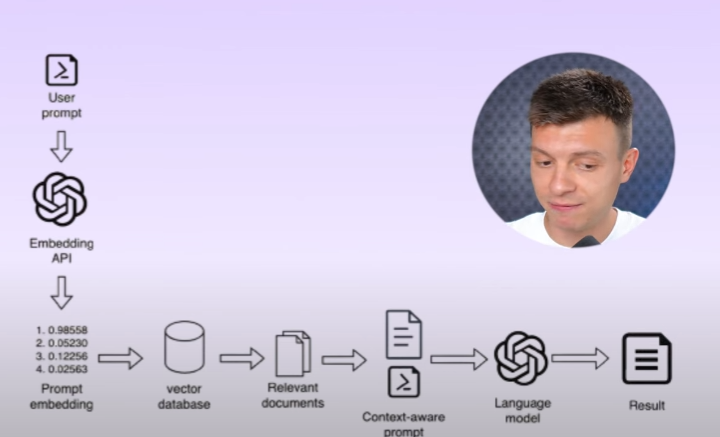 User
prompt
Embedding
API
1. 0.98558
2. 0.05230
3. 0.12256
4. 0.02563
Prompt
embedding
vector
database
Relevant
documents
Context-aware
prompt
Language
model
Result